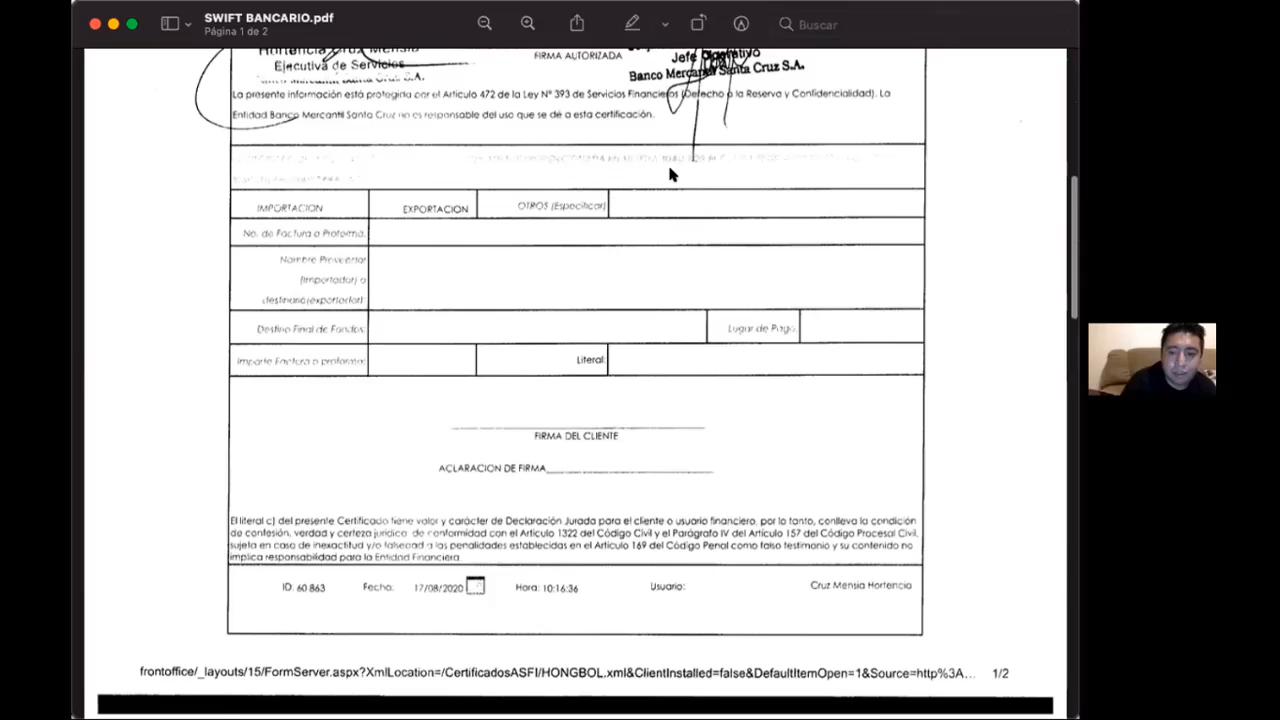 SWIFT BANCARIO.pdf
Página 1 de 2
Buscar
Hortencia Cruz Mensia
Ejecutiva de Servicios
FIRMA AUTORIZADA
Jefe Operativo
Banco Mercantil Santa Cruz S.A.
La presente información está protegida por el Artículo 472 de la Ley N° 393 de Servicios Financieros (Derecho a la Reserva y Confidencialidad). La
Entidad Banco Mercantil Santa Cruz no es responsable del uso que se dé a esta certificación.
IMPORTACION EXPORTACION OTROS (Especificar)
No. de Factura o Proforma:
Nombre Proveedor
(importador) o
destinario(exportador):
Destino Final de Fondos: Lugar de Pago:
Importe Factura o proforma: Literal:
FIRMA DEL CLIENTE
ACLARACION DE FIRMA
El literal c) del presente Certificado tiene valor y carácter de Declaración Jurada para el cliente o usuario financiero, por lo tanto, conlleva la condición
de confesión, verdad y certeza jurídica de conformidad con el Artículo 1322 del Código Civil y el Parágrafo IV del Artículo 157 del Código Procesal Civil,
sujeta en caso de inexactitud y/o falsedad a las penalidades establecidas en el Artículo 169 del Código Penal como falso testimonio y su contenido no
implica responsabilidad para la Entidad Financiera.
ID: 60863 Fecha: 17/08/2020 Hora: 10:16:36 Usuario: Cruz Mensia Hortencia
frontoffice/_layouts/15/FormServer.aspx?XmlLocation=/CertificadosASFI/HONGBOL.xml&ClientInstalled=false&DefaultItemOpen=1&Source=http%3A... 1/2